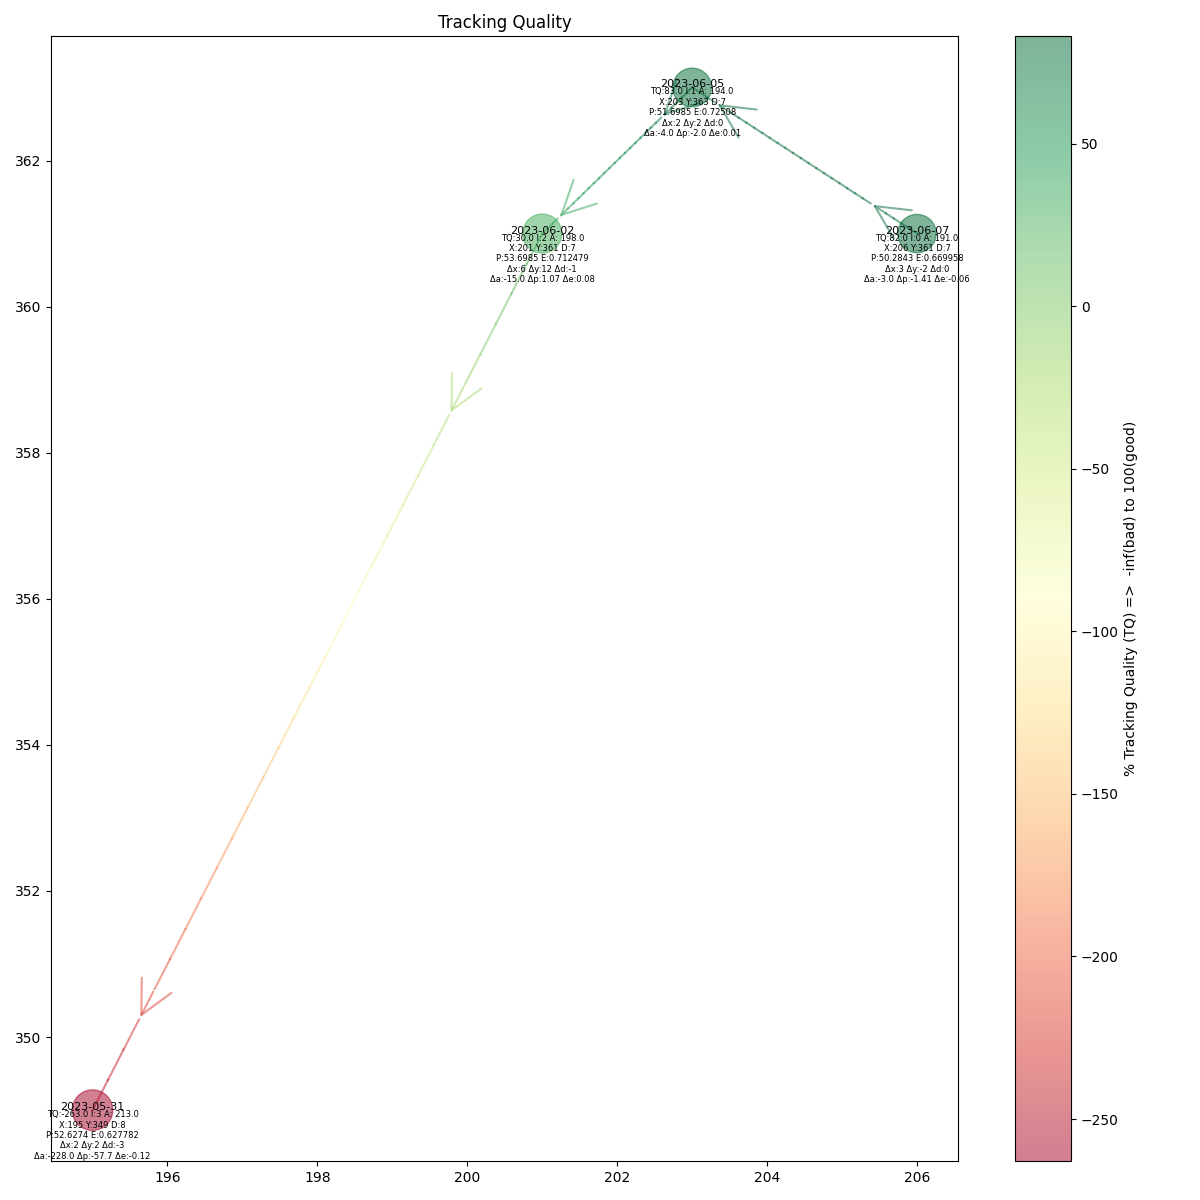 Tracking Quality
2023-06-05
TQ:83.0 I:1 A: 194.0
X:203 Y:363 D:7
P:51.6985 E:0.72508
Δx:2 Δy:2 Δd:0
Δa:-4.0 Δp:-2.0 Δe:0.01
2023-06-02
TQ:30.0 I:2 A: 198.0
X:201 Y:361 D:7
P:53.6985 E:0.712479
Δx:6 Δy:12 Δd:-1
Δa:-15.0 Δp:1.07 Δe:0.08
2023-06-07
TQ:82.0 I:0 A: 191.0
X:206 Y:361 D:7
P:50.2843 E:0.669958
Δx:3 Δy:-2 Δd:0
Δa:-3.0 Δp:-1.41 Δe:-0.06
2023-05-31
TQ:-263.0 I:3 A: 213.0
X:195 Y:349 D:8
P:52.6274 E:0.627782
Δx:2 Δy:2 Δd:-3
Δa:-228.0 Δp:-57.7 Δe:-0.12
362
360
358
356
354
352
350
196
198
200
202
204
206
50
0
−50
−100
−150
−200
−250
% Tracking Quality (TQ) => -inf(bad) to 100(good)